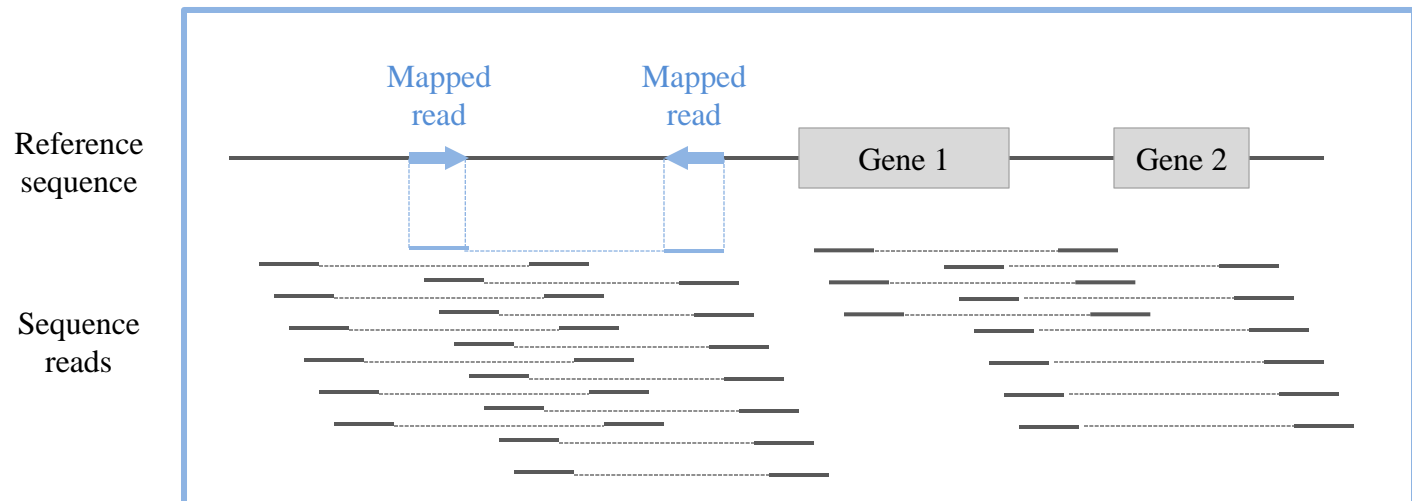 Mapped
read
Mapped
read
Reference
sequence
Gene 1
Gene 2
Sequence
reads